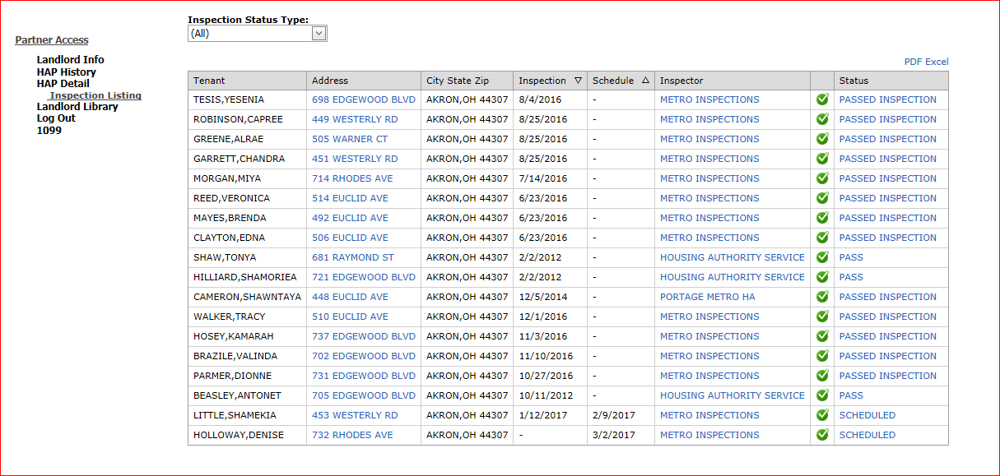 Inspection Status Type:
(All)
Partner Access
Landlord Info
HAP History
HAP Detail
Inspection Listing
Landlord Library
Log Out
1099
PDF Excel
Tenant Address City State Zip Inspection Schedule Inspector Status
TESIS,YESENIA 698 EDGEWOOD BLVD AKRON,OH 44307 8/4/2016 - METRO INSPECTIONS PASSED INSPECTION
ROBINSON,CAPREE 449 WESTERLY RD AKRON,OH 44307 8/25/2016 - METRO INSPECTIONS PASSED INSPECTION
GREENE,ALRAE 505 WARNER CT AKRON,OH 44307 8/25/2016 - METRO INSPECTIONS PASSED INSPECTION
GARRETT,CHANDRA 451 WESTERLY RD AKRON,OH 44307 8/25/2016 - METRO INSPECTIONS PASSED INSPECTION
MORGAN,MIYA 714 RHODES AVE AKRON,OH 44307 7/14/2016 - METRO INSPECTIONS PASSED INSPECTION
REED,VERONICA 514 EUCLID AVE AKRON,OH 44307 6/23/2016 - METRO INSPECTIONS PASSED INSPECTION
MAYES,BRENDA 492 EUCLID AVE AKRON,OH 44307 6/23/2016 - METRO INSPECTIONS PASSED INSPECTION
CLAYTON,EDNA 506 EUCLID AVE AKRON,OH 44307 6/23/2016 - METRO INSPECTIONS PASSED INSPECTION
SHAW,TONYA 681 RAYMOND ST AKRON,OH 44307 2/2/2012 - HOUSING AUTHORITY SERVICE PASS
HILLIARD,SHAMORIEA 721 EDGEWOOD BLVD AKRON,OH 44307 2/2/2012 - HOUSING AUTHORITY SERVICE PASS
CAMERON,SHAWNTAYA 448 EUCLID AVE AKRON,OH 44307 12/5/2014 - PORTAGE METRO HA PASSED INSPECTION
WALKER,TRACY 510 EUCLID AVE AKRON,OH 44307 12/1/2016 - METRO INSPECTIONS PASSED INSPECTION
HOSEY,KAMARAH 737 EDGEWOOD BLVD AKRON,OH 44307 11/3/2016 - METRO INSPECTIONS PASSED INSPECTION
BRAZILE,VALINDA 702 EDGEWOOD BLVD AKRON,OH 44307 11/10/2016 - METRO INSPECTIONS PASSED INSPECTION
PARMER,DIONNE 731 EDGEWOOD BLVD AKRON,OH 44307 10/27/2016 - METRO INSPECTIONS PASSED INSPECTION
BEASLEY,ANTONET 705 EDGEWOOD BLVD AKRON,OH 44307 10/11/2012 - HOUSING AUTHORITY SERVICE PASS
LITTLE,SHAMEKIA 453 WESTERLY RD AKRON,OH 44307 1/12/2017 2/9/2017 METRO INSPECTIONS SCHEDULED
HOLLOWAY,DENISE 732 RHODES AVE AKRON,OH 44307 - 3/2/2017 METRO INSPECTIONS SCHEDULED